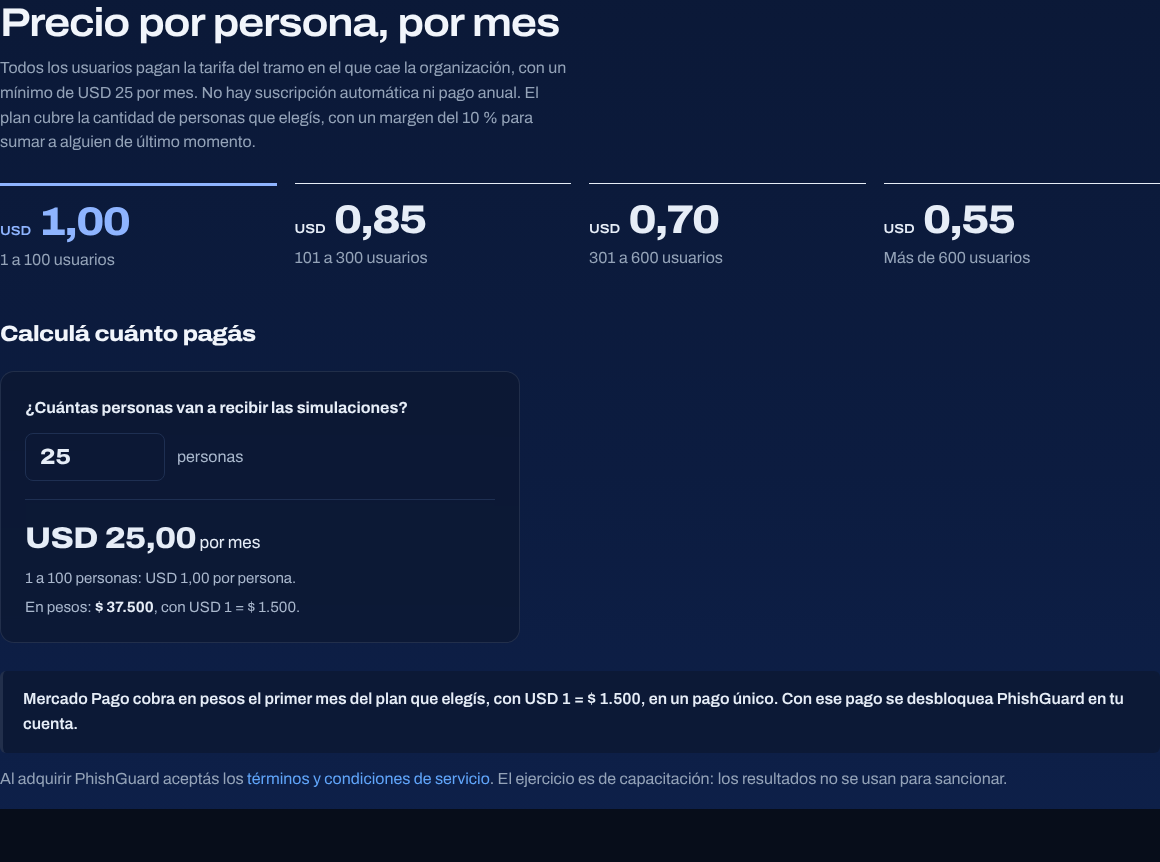 Precio por persona, por mes
Todos los usuarios pagan la tarifa del tramo en el que cae la organización, con un
mínimo de USD 25 por mes. No hay suscripción automática ni pago anual. El
plan cubre la cantidad de personas que elegís, con un margen del 10 % para
sumar a alguien de último momento.
USD 1,00
1 a 100 usuarios
USD 0,85
101 a 300 usuarios
USD 0,70
301 a 600 usuarios
USD 0,55
Más de 600 usuarios
Calculá cuánto pagás
¿Cuántas personas van a recibir las simulaciones?
25 personas
USD 25,00 por mes
1 a 100 personas: USD 1,00 por persona.
En pesos: $ 37.500, con USD 1 = $ 1.500.
Mercado Pago cobra en pesos el primer mes del plan que elegís, con USD 1 = $ 1.500, en un pago único. Con ese pago se desbloquea PhishGuard en tu
cuenta.
Al adquirir PhishGuard aceptás los términos y condiciones de servicio. El ejercicio es de capacitación: los resultados no se usan para sancionar.